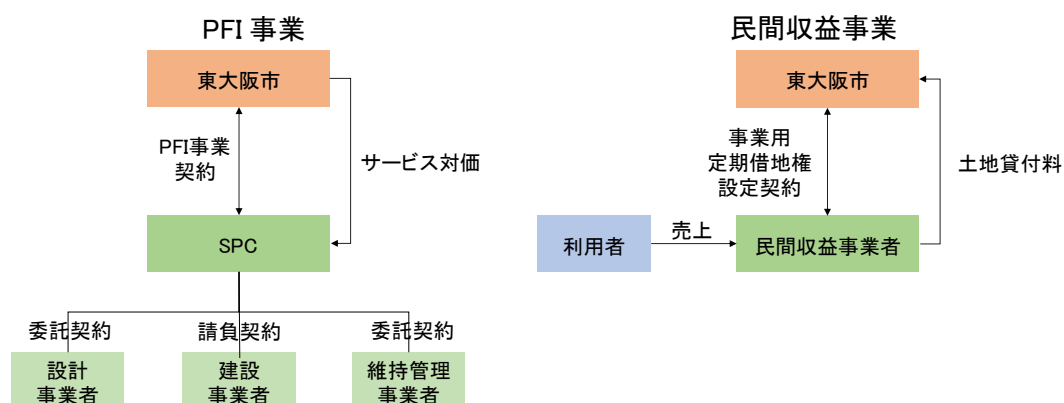 PFI 事業
東大阪市
PFI事業
契約
サービス対価
SPC
委託契約
請負契約
委託契約
設計
事業者
建設
事業者
維持管理
事業者
民間収益事業
東大阪市
事業用
定期借地権
設定契約
土地貸付料
利用者
売上
民間収益事業者